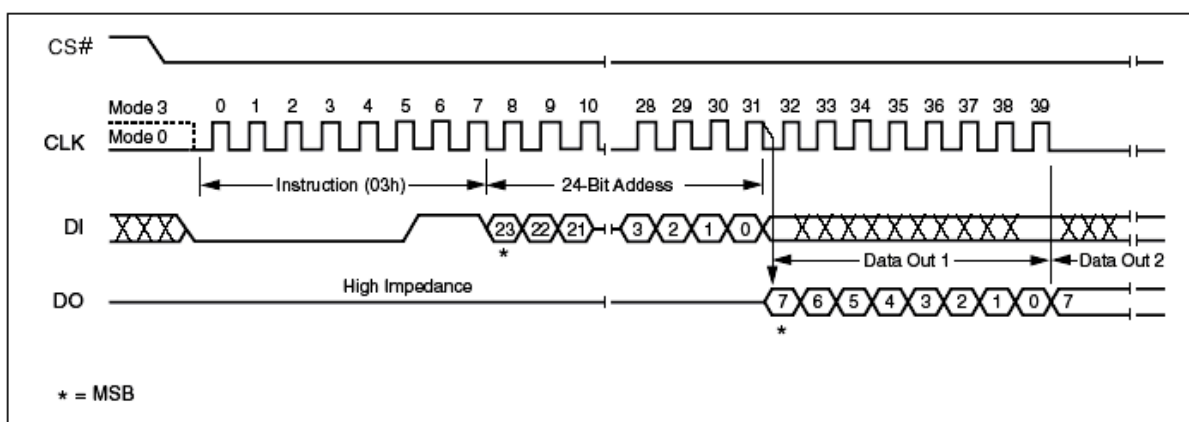 CS#
Mode 3 0 1 2 3 4 5 6 7 8 9 10 28 29 30 31 32 33 34 35 36 37 38 39
Mode 0
CLK
Instruction (03h) 24-Bit Addess
DI 23 22 21 3 2 1 0
* Data Out 1 Data Out 2
High Impedance
DO 7 6 5 4 3 2 1 0 7
*
* = MSB